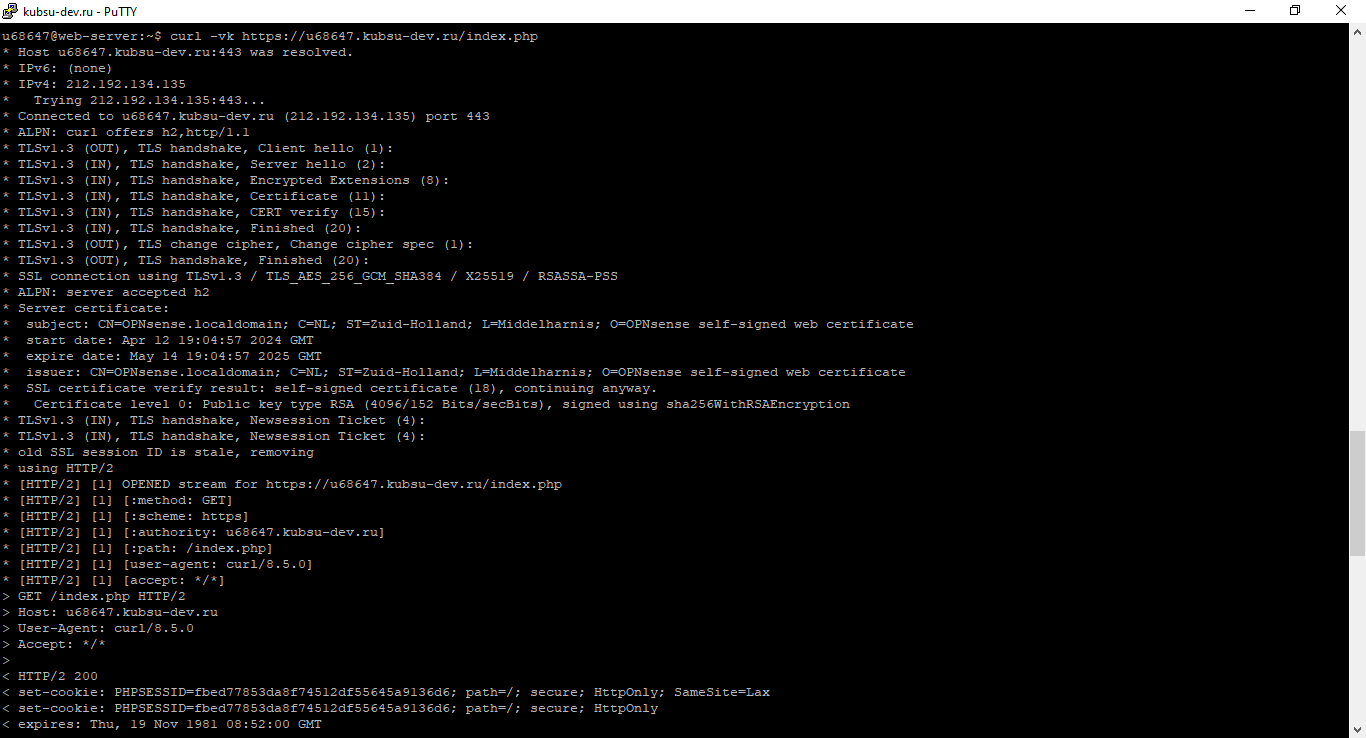 kubsu-dev.ru - PuTTY
u68647@web-server:~$ curl -vk https://u68647.kubsu-dev.ru/index.php
* Host u68647.kubsu-dev.ru:443 was resolved.
* IPv6: (none)
* IPv4: 212.192.134.135
*   Trying 212.192.134.135:443...
* Connected to u68647.kubsu-dev.ru (212.192.134.135) port 443
* ALPN: curl offers h2,http/1.1
* TLSv1.3 (OUT), TLS handshake, Client hello (1):
* TLSv1.3 (IN), TLS handshake, Server hello (2):
* TLSv1.3 (IN), TLS handshake, Encrypted Extensions (8):
* TLSv1.3 (IN), TLS handshake, Certificate (11):
* TLSv1.3 (IN), TLS handshake, CERT verify (15):
* TLSv1.3 (IN), TLS handshake, Finished (20):
* TLSv1.3 (OUT), TLS change cipher, Change cipher spec (1):
* TLSv1.3 (OUT), TLS handshake, Finished (20):
* SSL connection using TLSv1.3 / TLS_AES_256_GCM_SHA384 / X25519 / RSASSA-PSS
* ALPN: server accepted h2
* Server certificate:
*  subject: CN=OPNsense.localdomain; C=NL; ST=Zuid-Holland; L=Middelharnis; O=OPNsense self-signed web certificate
*  start date: Apr 12 19:04:57 2024 GMT
*  expire date: May 14 19:04:57 2025 GMT
*  issuer: CN=OPNsense.localdomain; C=NL; ST=Zuid-Holland; L=Middelharnis; O=OPNsense self-signed web certificate
*  SSL certificate verify result: self-signed certificate (18), continuing anyway.
*   Certificate level 0: Public key type RSA (4096/152 Bits/secBits), signed using sha256WithRSAEncryption
* TLSv1.3 (IN), TLS handshake, Newsession Ticket (4):
* TLSv1.3 (IN), TLS handshake, Newsession Ticket (4):
* old SSL session ID is stale, removing
* using HTTP/2
* [HTTP/2] [1] OPENED stream for https://u68647.kubsu-dev.ru/index.php
* [HTTP/2] [1] [:method: GET]
* [HTTP/2] [1] [:scheme: https]
* [HTTP/2] [1] [:authority: u68647.kubsu-dev.ru]
* [HTTP/2] [1] [:path: /index.php]
* [HTTP/2] [1] [user-agent: curl/8.5.0]
* [HTTP/2] [1] [accept: */*]
> GET /index.php HTTP/2
> Host: u68647.kubsu-dev.ru
> User-Agent: curl/8.5.0
> Accept: */*
>
< HTTP/2 200
< set-cookie: PHPSESSID=fbed77853da8f74512df55645a9136d6; path=/; secure; HttpOnly; SameSite=Lax
< set-cookie: PHPSESSID=fbed77853da8f74512df55645a9136d6; path=/; secure; HttpOnly
< expires: Thu, 19 Nov 1981 08:52:00 GMT